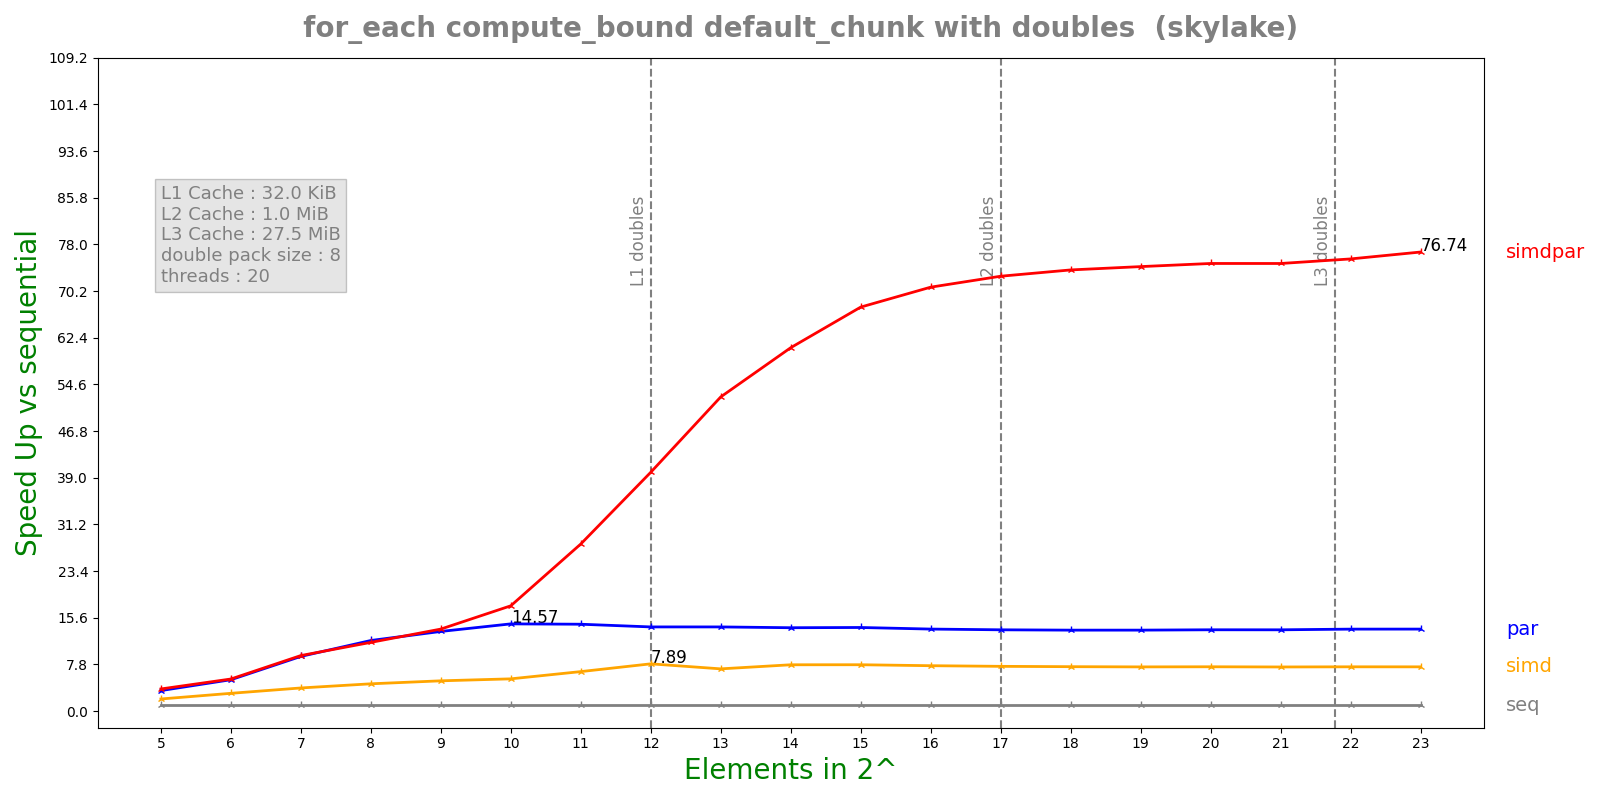 for_each compute_bound default_chunk with doubles (skylake)
Speed Up vs sequential
109.2
101.4
93.6
85.8
78.0
70.2
62.4
54.6
46.8
39.0
31.2
23.4
15.6
7.8
0.0
L1 Cache : 32.0 KiB
L2 Cache : 1.0 MiB
L3 Cache : 27.5 MiB
double pack size : 8
threads : 20
L1 doubles
L2 doubles
L3 doubles
76.74
14.57
7.89
simdpar
par
simd
seq
5 6 7 8 9 10 11 12 13 14 15 16 17 18 19 20 21 22 23
Elements in 2^